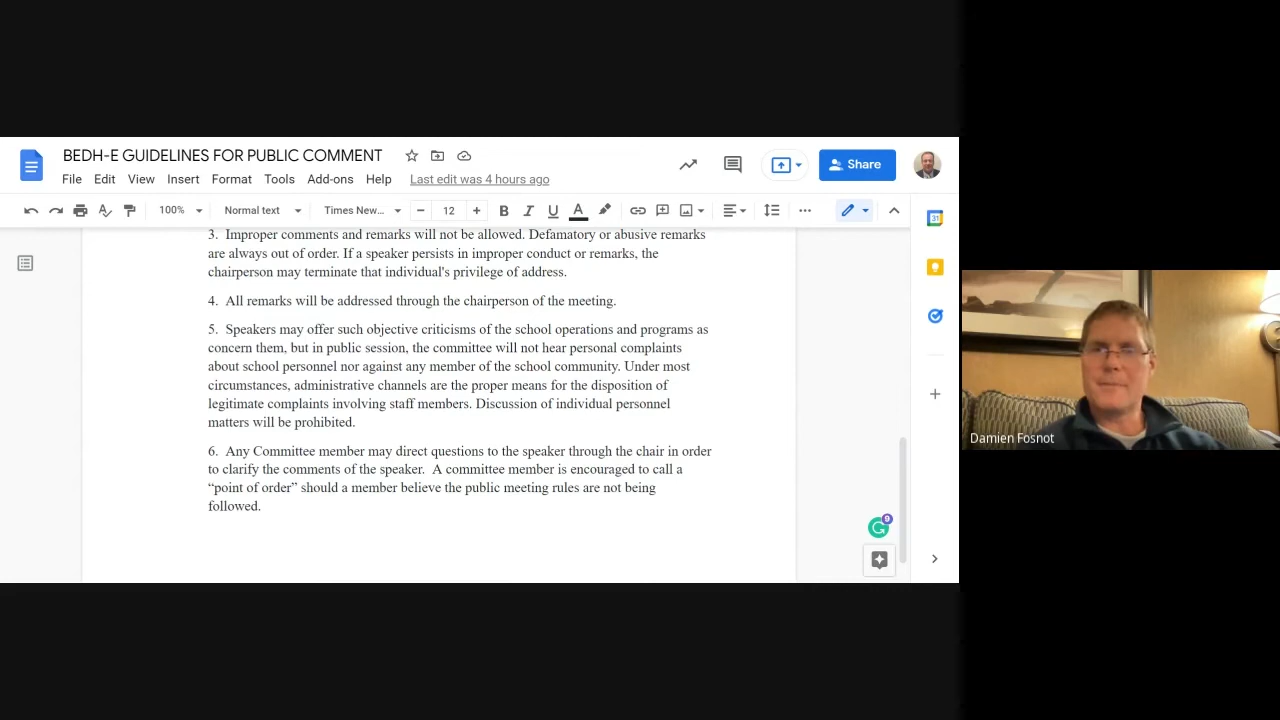 BEDH-E GUIDELINES FOR PUBLIC COMMENT
File Edit View Insert Format Tools Add-ons Help Last edit was 4 hours ago
Share
100% Normal text Times New... 12 B I U A
31
3.  Improper comments and remarks will not be allowed. Defamatory or abusive remarks
are always out of order. If a speaker persists in improper conduct or remarks, the
chairperson may terminate that individual's privilege of address.
4.  All remarks will be addressed through the chairperson of the meeting.
5.  Speakers may offer such objective criticisms of the school operations and programs as
concern them, but in public session, the committee will not hear personal complaints
about school personnel nor against any member of the school community. Under most
circumstances, administrative channels are the proper means for the disposition of
legitimate complaints involving staff members. Discussion of individual personnel
matters will be prohibited.
6.  Any Committee member may direct questions to the speaker through the chair in order
to clarify the comments of the speaker.  A committee member is encouraged to call a
“point of order” should a member believe the public meeting rules are not being
followed.
9
Damien Fosnot